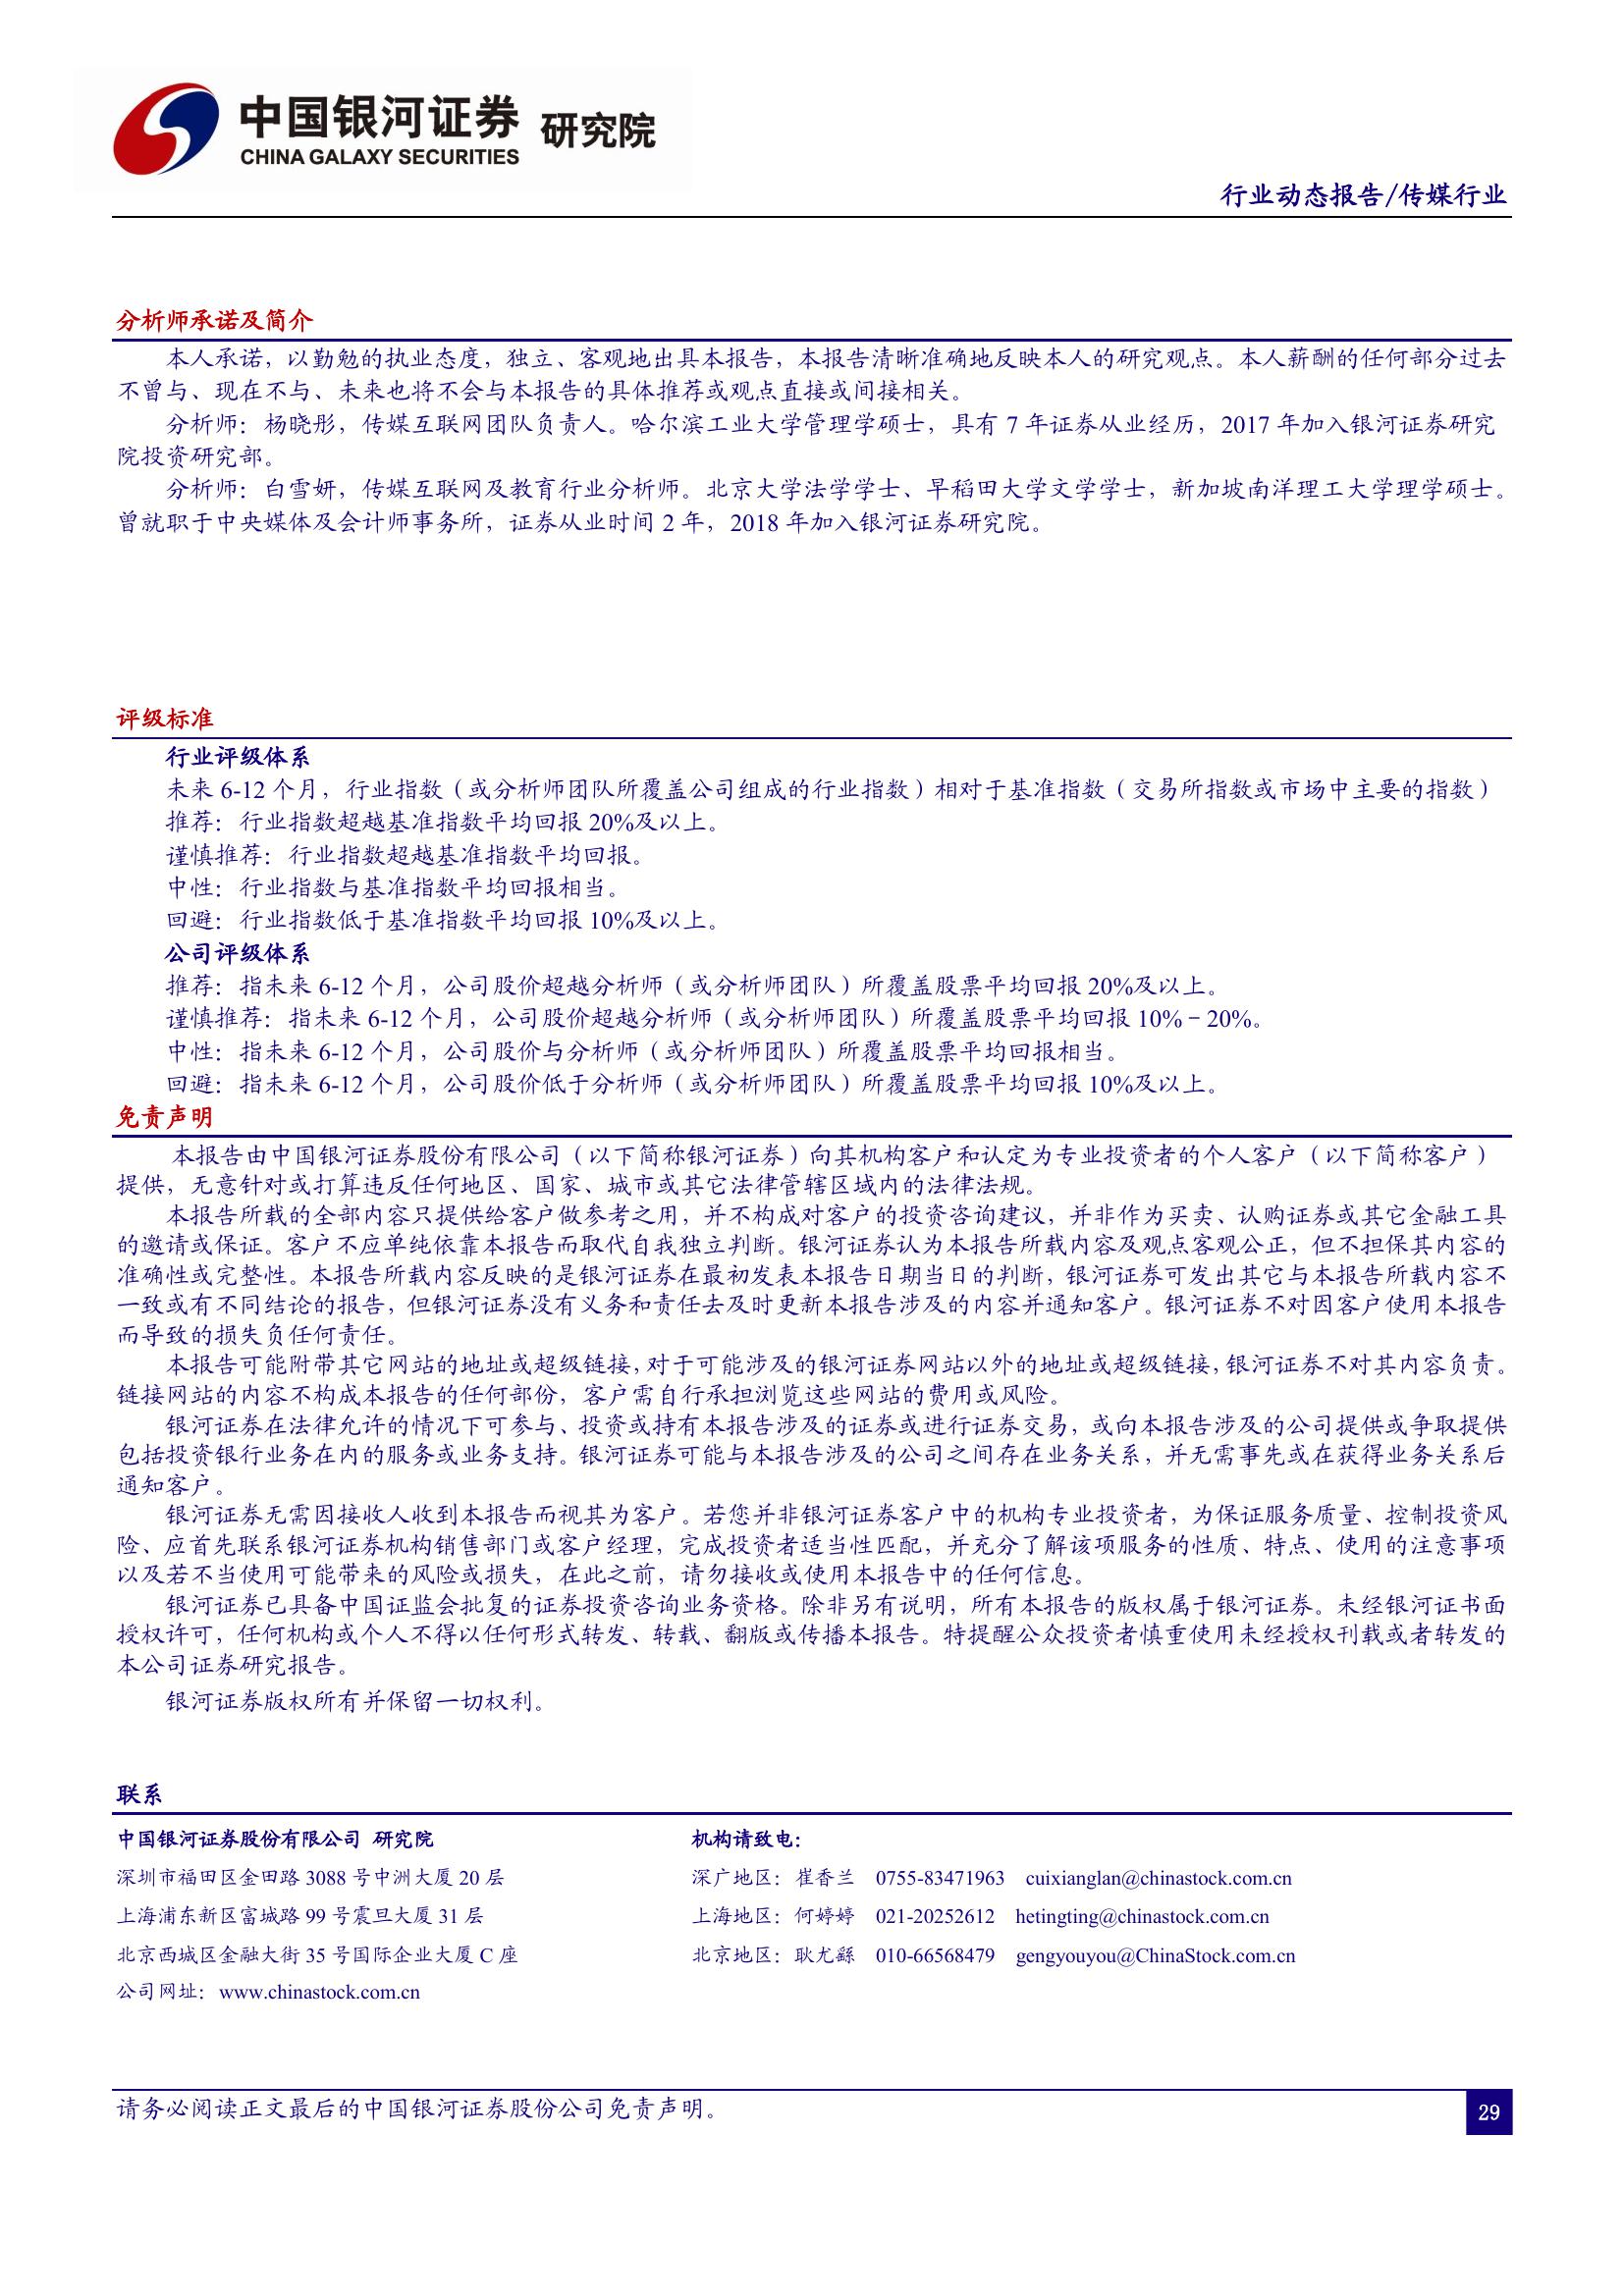 中国银河证券 研究院
CHINA GALAXY SECURITIES
行业动态报告/传媒行业
分析师承诺及简介
本人承诺，以勤勉的执业态度，独立、客观地出具本报告，本报告清晰准确地反映本人的研究观点。本人薪酬的任何部分过去
不曾与、现在不与、未来也将不会与本报告的具体推荐或观点直接或间接相关。
分析师：杨晓彤，传媒互联网团队负责人。哈尔滨工业大学管理学硕士，具有 7 年证券从业经历，2017 年加入银河证券研究
院投资研究部。
分析师：白雪妍，传媒互联网及教育行业分析师。北京大学法学学士、早稻田大学文学学士，新加坡南洋理工大学理学硕士。
曾就职于中央媒体及会计师事务所，证券从业时间 2 年，2018 年加入银河证券研究院。
评级标准
行业评级体系
未来 6-12 个月，行业指数（或分析师团队所覆盖公司组成的行业指数）相对于基准指数（交易所指数或市场中主要的指数）
推荐：行业指数超越基准指数平均回报 20%及以上。
谨慎推荐：行业指数超越基准指数平均回报。
中性：行业指数与基准指数平均回报相当。
回避：行业指数低于基准指数平均回报 10%及以上。
公司评级体系
推荐：指未来 6-12 个月，公司股价超越分析师（或分析师团队）所覆盖股票平均回报 20%及以上。
谨慎推荐：指未来 6-12 个月，公司股价超越分析师（或分析师团队）所覆盖股票平均回报 10%－20%。
中性：指未来 6-12 个月，公司股价与分析师（或分析师团队）所覆盖股票平均回报相当。
回避：指未来 6-12 个月，公司股价低于分析师（或分析师团队）所覆盖股票平均回报 10%及以上。
免责声明
本报告由中国银河证券股份有限公司（以下简称银河证券）向其机构客户和认定为专业投资者的个人客户（以下简称客户）
提供，无意针对或打算违反任何地区、国家、城市或其它法律管辖区域内的法律法规。
本报告所载的全部内容只提供给客户做参考之用，并不构成对客户的投资咨询建议，并非作为买卖、认购证券或其它金融工具
的邀请或保证。客户不应单纯依靠本报告而取代自我独立判断。银河证券认为本报告所载内容及观点客观公正，但不担保其内容的
准确性或完整性。本报告所载内容反映的是银河证券在最初发表本报告日期当日的判断，银河证券可发出其它与本报告所载内容不
一致或有不同结论的报告，但银河证券没有义务和责任去及时更新本报告涉及的内容并通知客户。银河证券不对因客户使用本报告
而导致的损失负任何责任。
本报告可能附带其它网站的地址或超级链接，对于可能涉及的银河证券网站以外的地址或超级链接，银河证券不对其内容负责。
链接网站的内容不构成本报告的任何部份，客户需自行承担浏览这些网站的费用或风险。
银河证券在法律允许的情况下可参与、投资或持有本报告涉及的证券或进行证券交易，或向本报告涉及的公司提供或争取提供
包括投资银行业务在内的服务或业务支持。银河证券可能与本报告涉及的公司之间存在业务关系，并无需事先或在获得业务关系后
通知客户。
银河证券无需因接收人收到本报告而视其为客户。若您并非银河证券客户中的机构专业投资者，为保证服务质量、控制投资风
险、应首先联系银河证券机构销售部门或客户经理，完成投资者适当性匹配，并充分了解该项服务的性质、特点、使用的注意事项
以及若不当使用可能带来的风险或损失，在此之前，请勿接收或使用本报告中的任何信息。
银河证券已具备中国证监会批复的证券投资咨询业务资格。除非另有说明，所有本报告的版权属于银河证券。未经银河证书面
授权许可，任何机构或个人不得以任何形式转发、转载、翻版或传播本报告。特提醒公众投资者慎重使用未经授权刊载或者转发的
本公司证券研究报告。
银河证券版权所有并保留一切权利。
联系
中国银河证券股份有限公司 研究院 机构请致电：
深圳市福田区金田路 3088 号中洲大厦 20 层 深广地区：崔香兰 0755-83471963 cuixianglan@chinastock.com.cn
上海浦东新区富城路 99 号震旦大厦 31 层 上海地区：何婷婷 021-20252612 hetingting@chinastock.com.cn
北京西城区金融大街 35 号国际企业大厦 C 座 北京地区：耿尤繇 010-66568479 gengyouyou@ChinaStock.com.cn
公司网址：www.chinastock.com.cn
请务必阅读正文最后的中国银河证券股份公司免责声明。
29